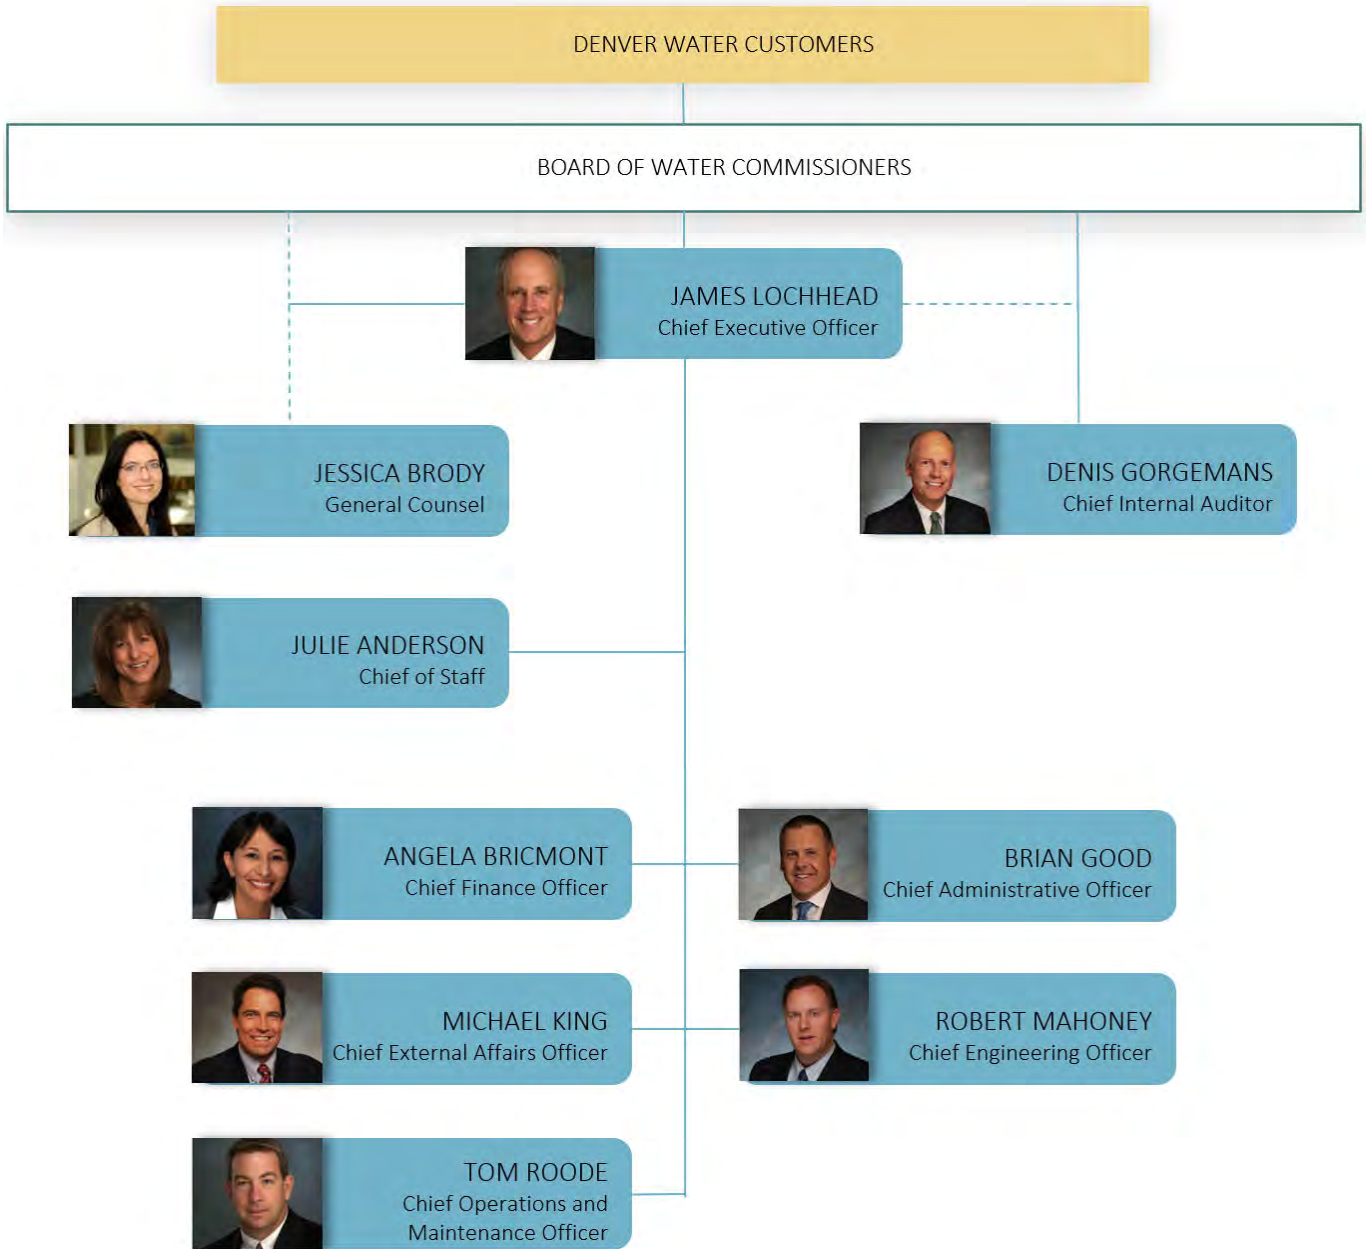 DENVER WATER CUSTOMERS
BOARD OF WATER COMMISSIONERS
JAMES LOCHHEAD
Chief Executive Officer
JESSICA BRODY
General Counsel
DENIS GORGEMANS
Chief Internal Auditor
JULIE ANDERSON
Chief of Staff
ANGELA BRICMONT
Chief Finance Officer
BRIAN GOOD
Chief Administrative Officer
MICHAEL KING
Chief External Affairs Officer
ROBERT MAHONEY
Chief Engineering Officer
TOM ROODE
Chief Operations and
Maintenance Officer